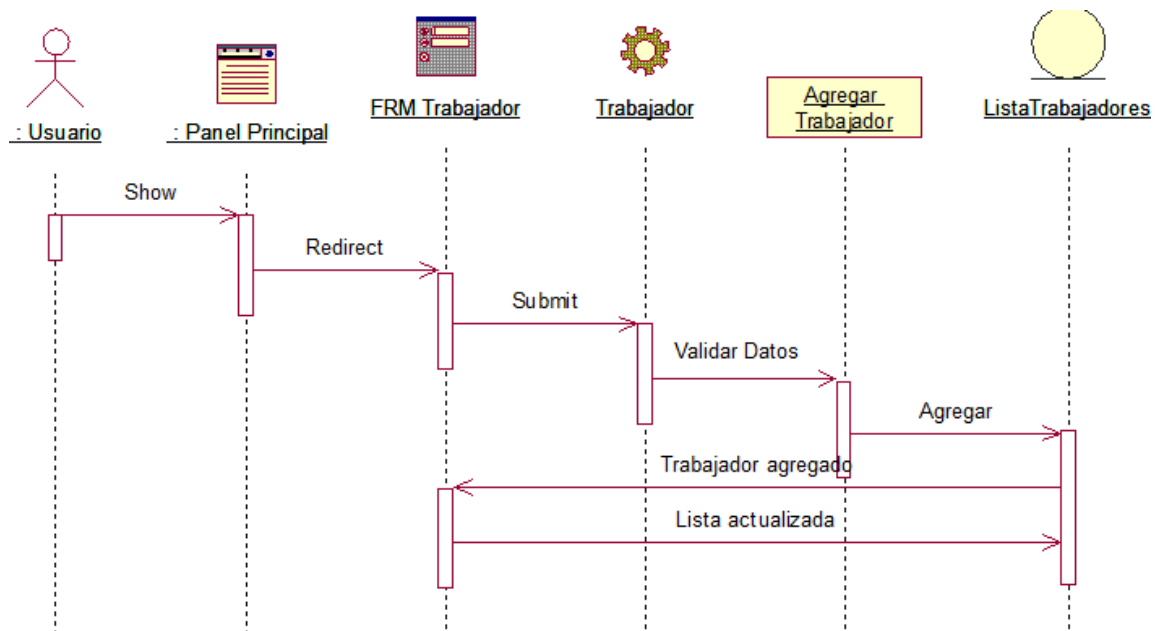 : Usuario
: Panel Principal
FRM Trabajador
Trabajador
Agregar
Trabajador
ListaTrabajadores
Show
Redirect
Submit
Validar Datos
Agregar
Trabajador agregado
Lista actualizada